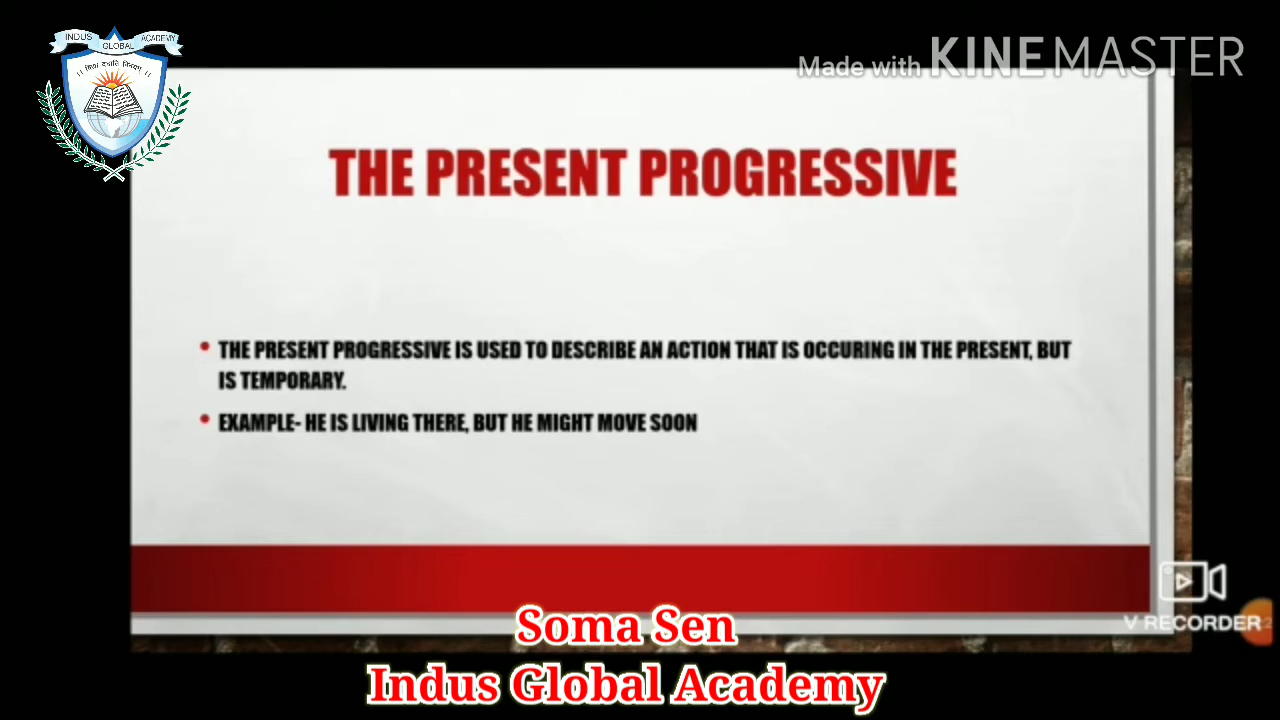 INDUS GLOBAL ACADEMY
Made with KINEMASTER
THE PRESENT PROGRESSIVE
• THE PRESENT PROGRESSIVE IS USED TO DESCRIBE AN ACTION THAT IS OCCURING IN THE PRESENT, BUT
IS TEMPORARY.
• EXAMPLE- HE IS LIVING THERE, BUT HE MIGHT MOVE SOON
V RECORDER
Soma Sen
Indus Global Academy